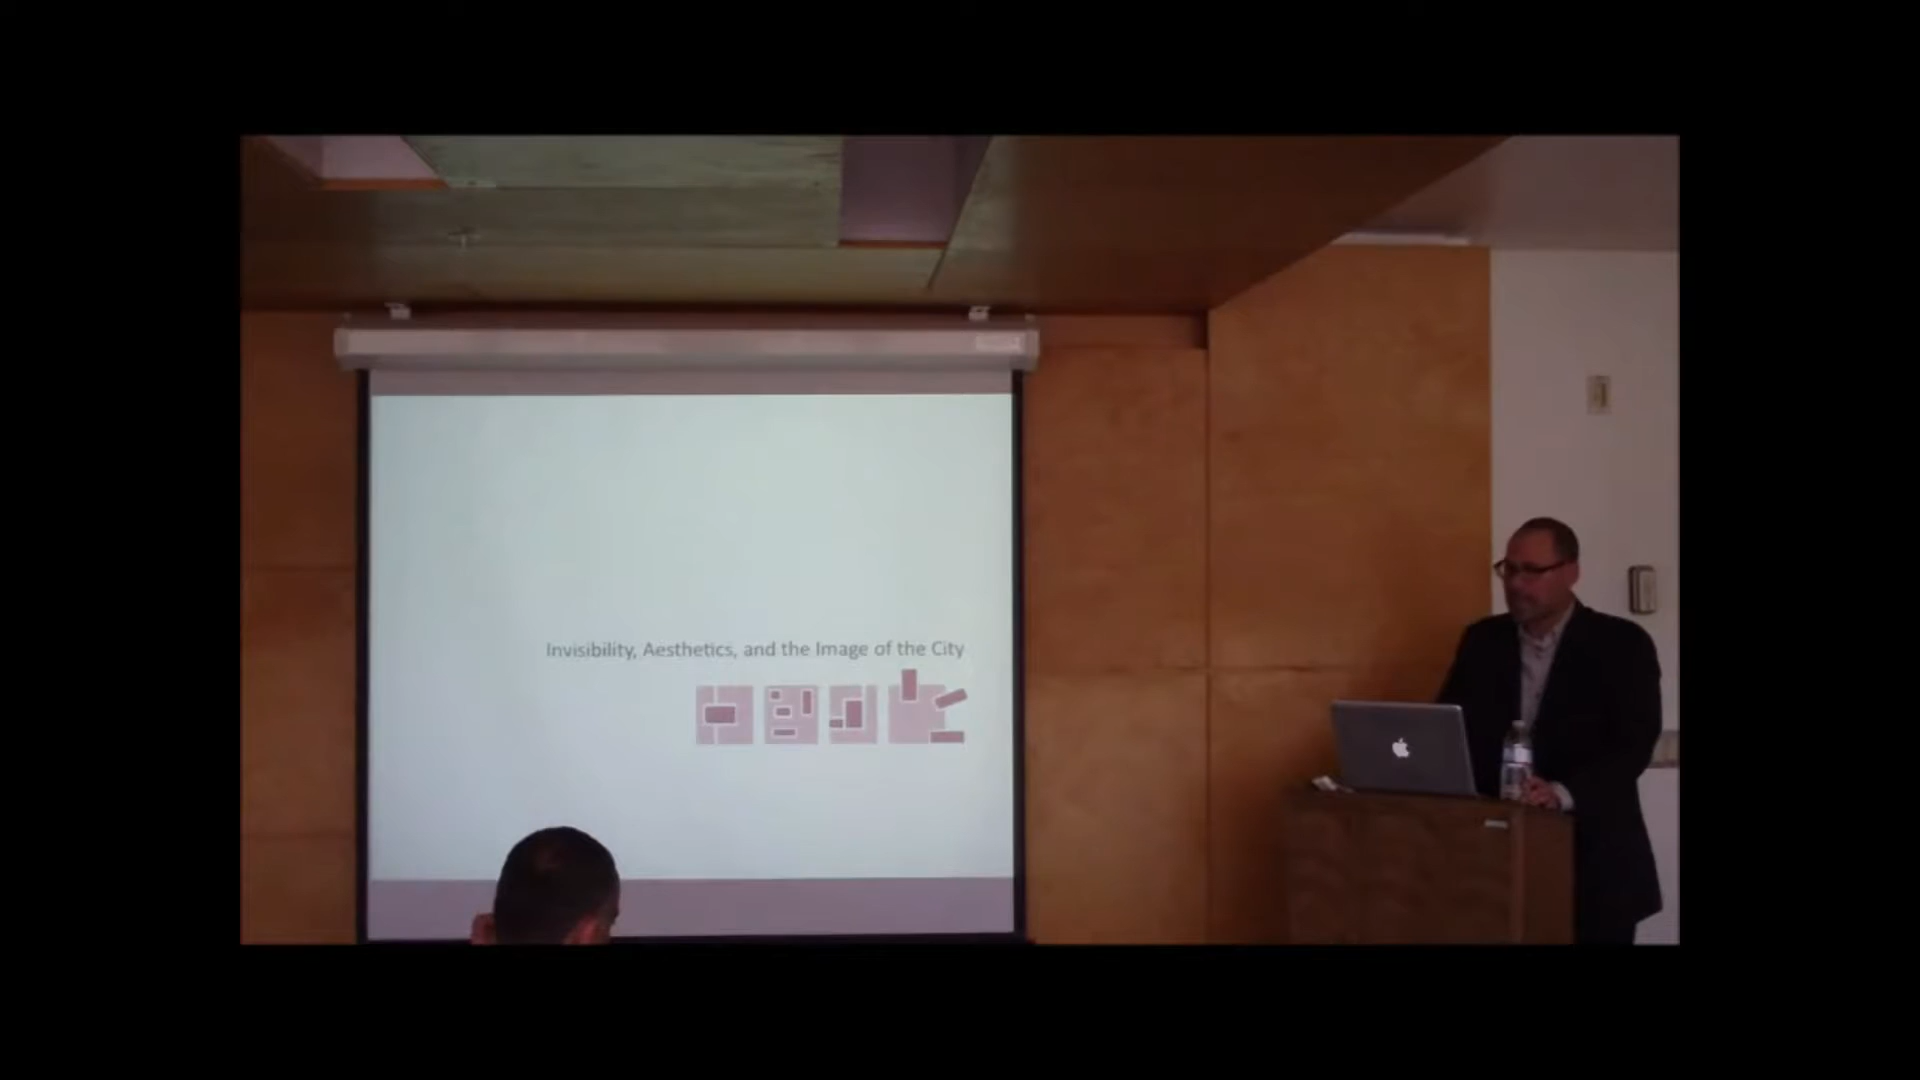 Invisibility, Aesthetics, and the Image of the City